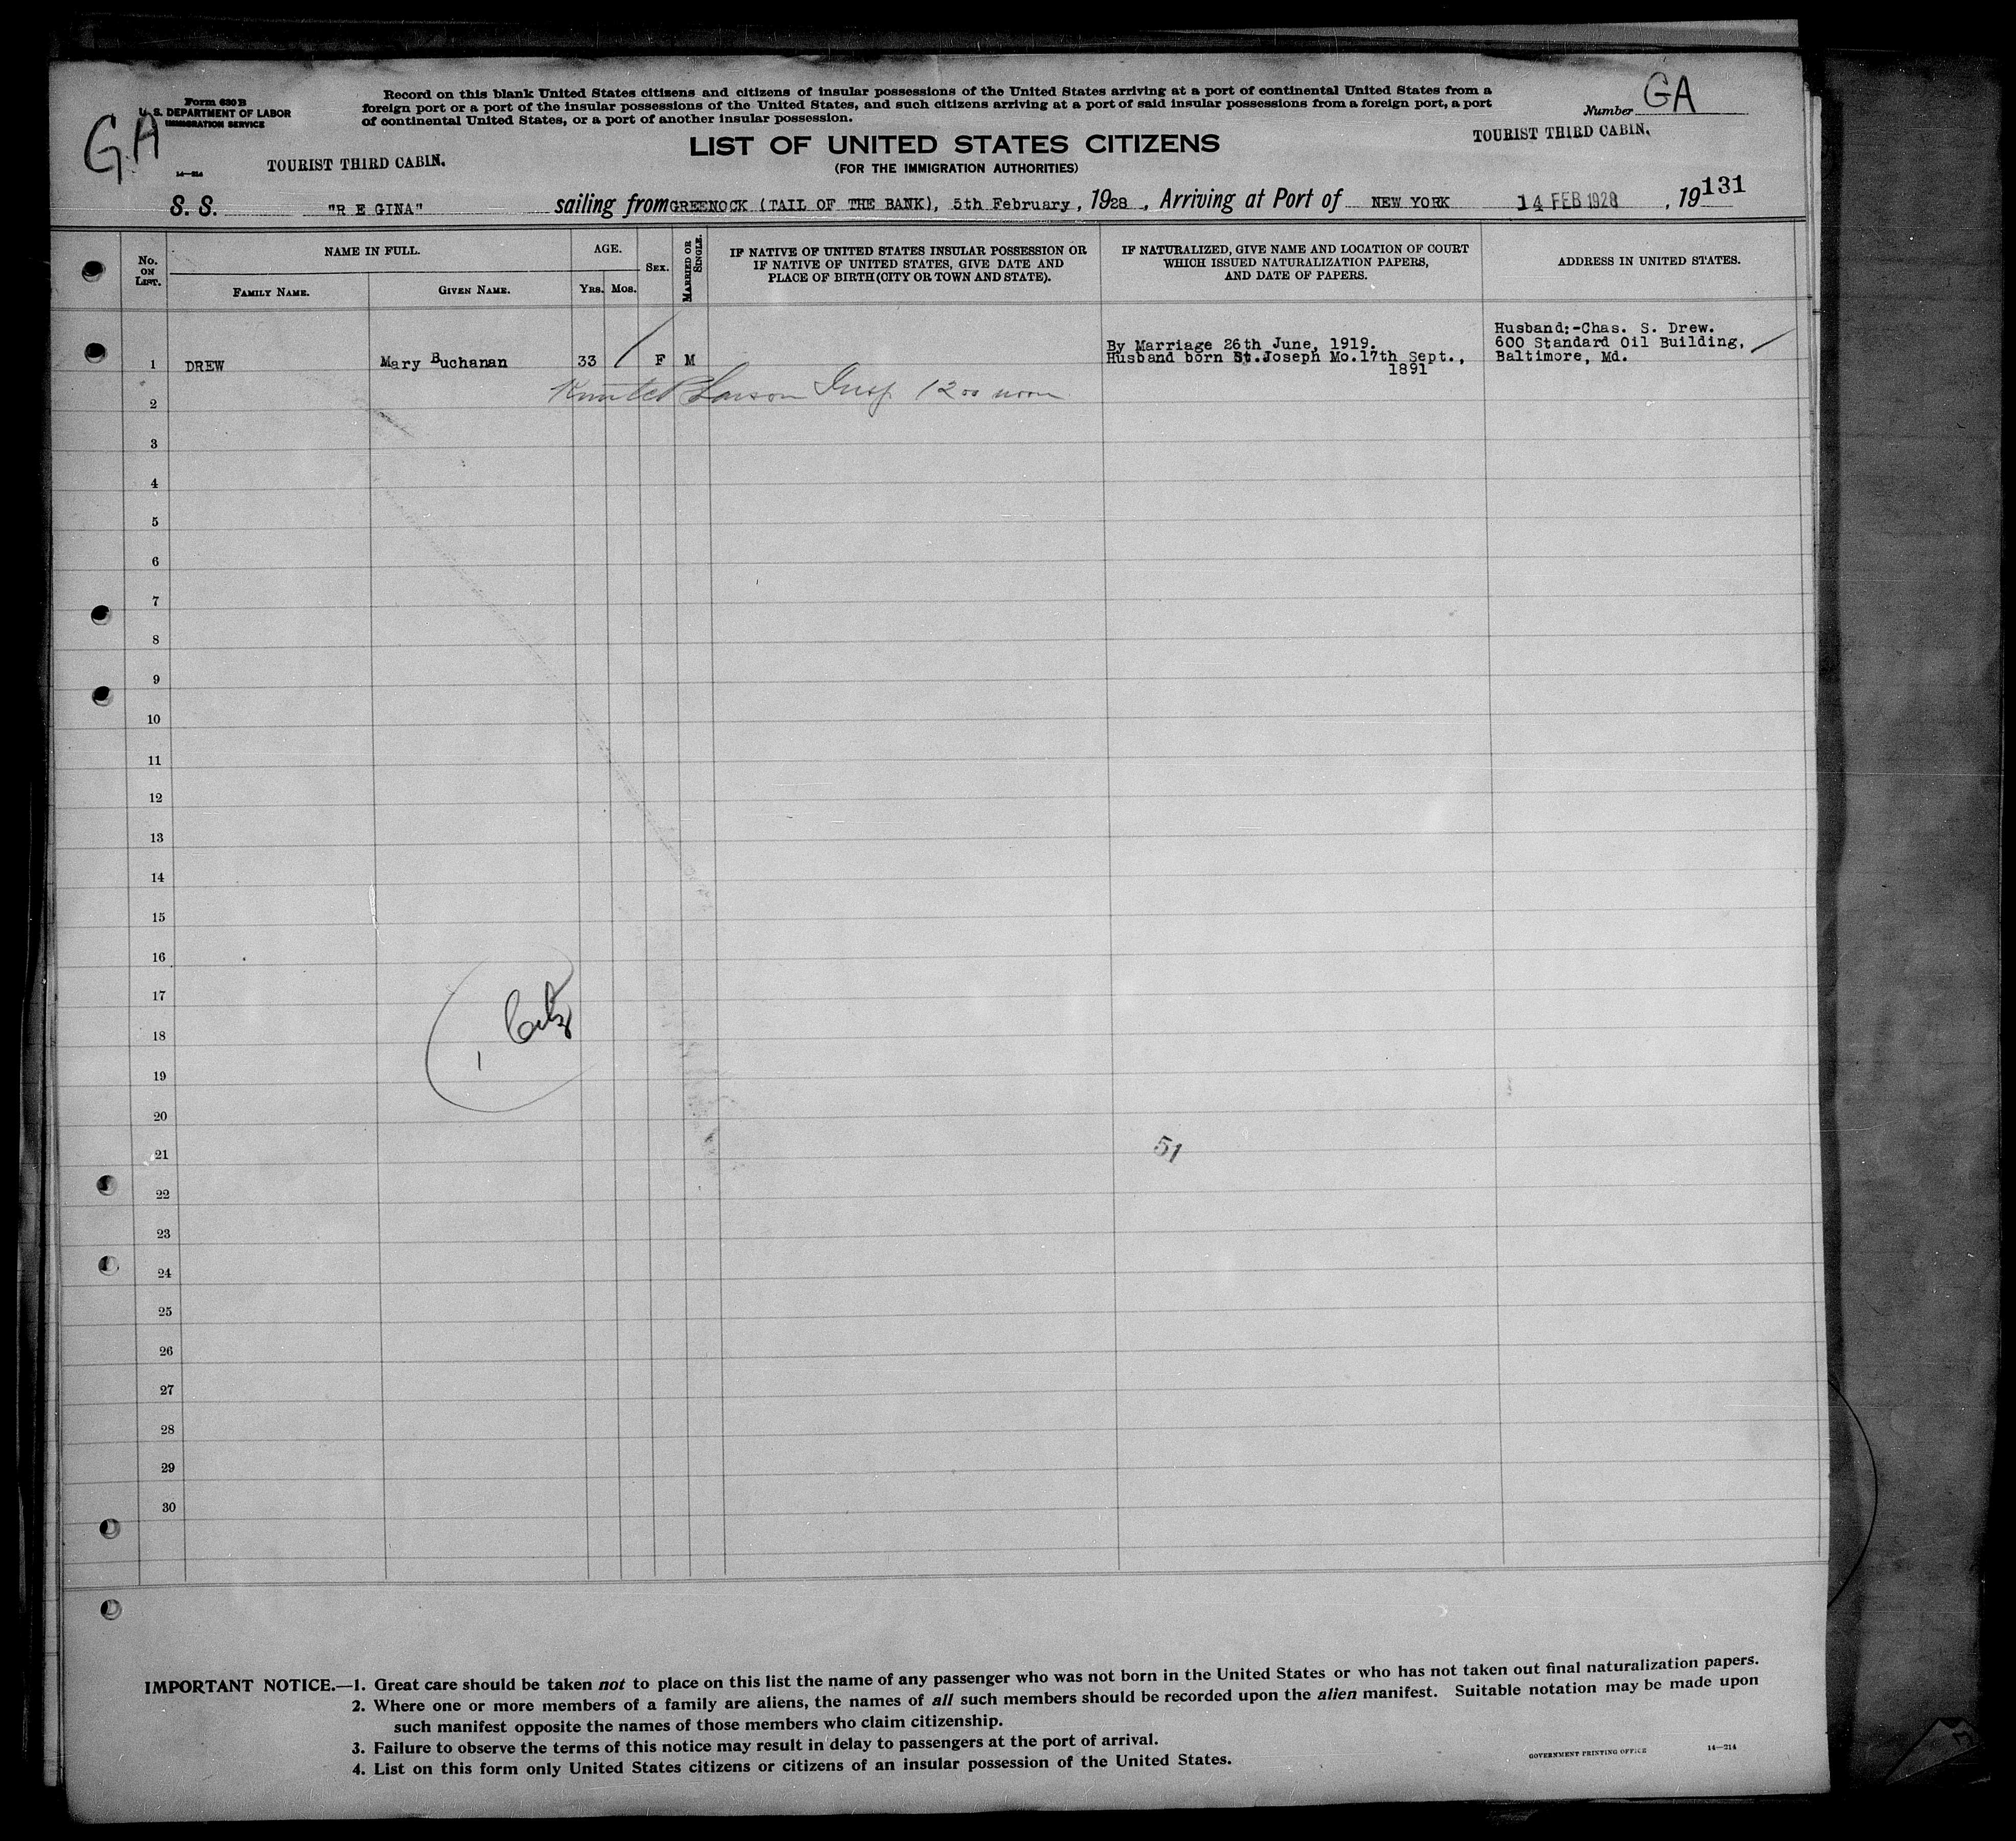 Form 630 B
U. S. DEPARTMENT OF LABOR
IMMIGRATION SERVICE
GA
14—214
TOURIST THIRD CABIN.
Record on this blank United States citizens and citizens of insular possessions of the United States arriving at a port of continental United States from a
foreign port or a port of the insular possessions of the United States, and such citizens arriving at a port of said insular possessions from a foreign port, a port
of continental United States, or a port of another insular possession.
LIST OF UNITED STATES CITIZENS
(FOR THE IMMIGRATION AUTHORITIES)
Number GA
TOURIST THIRD CABIN.
S. S. "R E GINA" sailing from GREENOCK (TAIL OF THE BANK), 5th February, 1928, Arriving at Port of NEW YORK 14 FEB 1928, 19 131
No. ON LIST.
NAME IN FULL.
FAMILY NAME.
GIVEN NAME.
AGE.
YRS. MOS.
SEX.
MARRIED OR SINGLE.
IF NATIVE OF UNITED STATES INSULAR POSSESSION OR
IF NATIVE OF UNITED STATES, GIVE DATE AND
PLACE OF BIRTH (CITY OR TOWN AND STATE).
IF NATURALIZED, GIVE NAME AND LOCATION OF COURT
WHICH ISSUED NATURALIZATION PAPERS,
AND DATE OF PAPERS.
ADDRESS IN UNITED STATES.
1 DREW Mary Buchanan 33 F M
By Marriage 26th June, 1919.
Husband born St.Joseph Mo.17th Sept.,
1891
Husband:-Chas. S. Drew.
600 Standard Oil Building,
Baltimore, Md.
Larson Insp 12 00 noon
2
3
4
5
6
7
8
9
10
11
12
13
14
15
16
17
18
19
20
21
22
23
24
25
26
27
28
29
30
1 Citz
51
IMPORTANT NOTICE.—1. Great care should be taken not to place on this list the name of any passenger who was not born in the United States or who has not taken out final naturalization papers.
2. Where one or more members of a family are aliens, the names of all such members should be recorded upon the alien manifest. Suitable notation may be made upon
such manifest opposite the names of those members who claim citizenship.
3. Failure to observe the terms of this notice may result in delay to passengers at the port of arrival.
4. List on this form only United States citizens or citizens of an insular possession of the United States.
GOVERNMENT PRINTING OFFICE
14—214